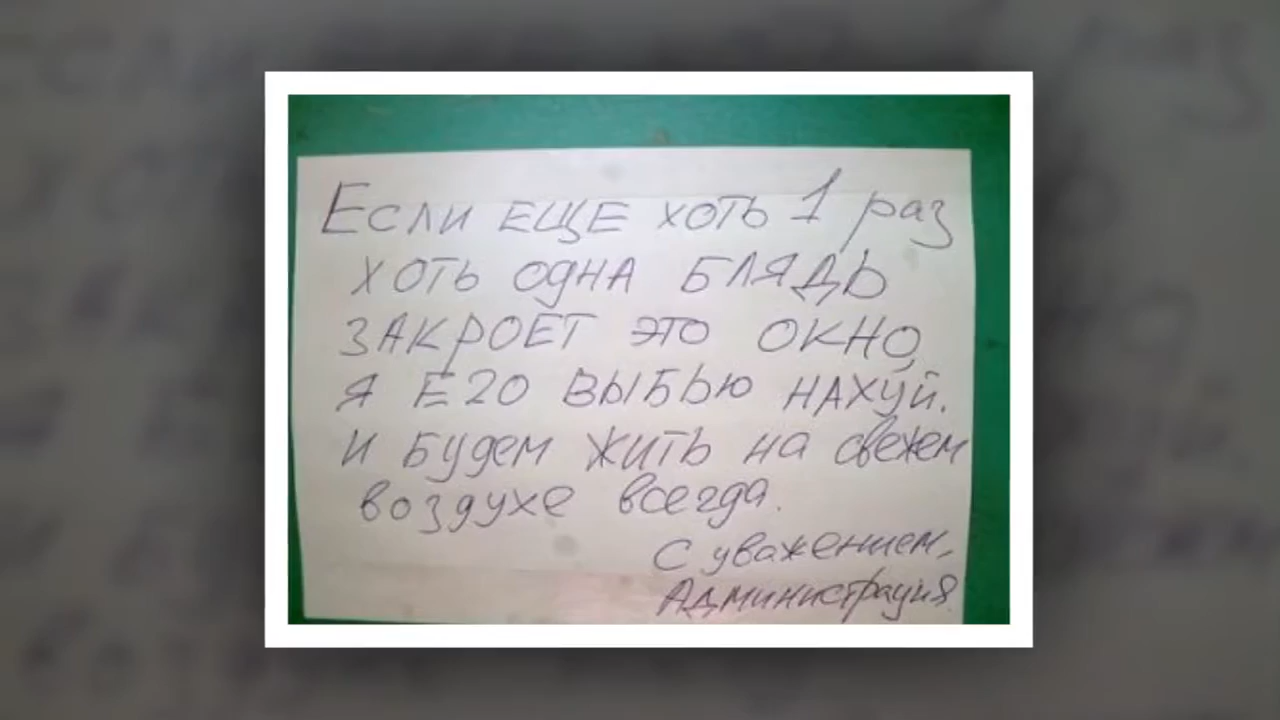 Если ЕЩЕ хоть 1 раз
хоть одна БЛЯДЬ
ЗАКРОЕТ ЭТО ОКНО,
Я ЕГО ВЫБЬЮ НАХУЙ.
И будем жить на свежем
воздухе всегда.
С уважением,
Администрация.